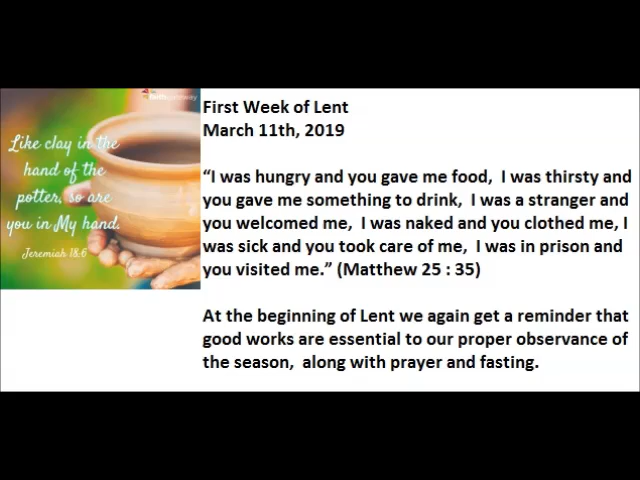 Like clay in the
hand of the
potter, so are
you in My hand.
Jeremiah 18:6
First Week of Lent
March 11th, 2019
“I was hungry and you gave me food,  I was thirsty and
you gave me something to drink,  I was a stranger and
you welcomed me,  I was naked and you clothed me, I
was sick and you took care of me,  I was in prison and
you visited me.” (Matthew 25 : 35)
At the beginning of Lent we again get a reminder that
good works are essential to our proper observance of
the season,  along with prayer and fasting.